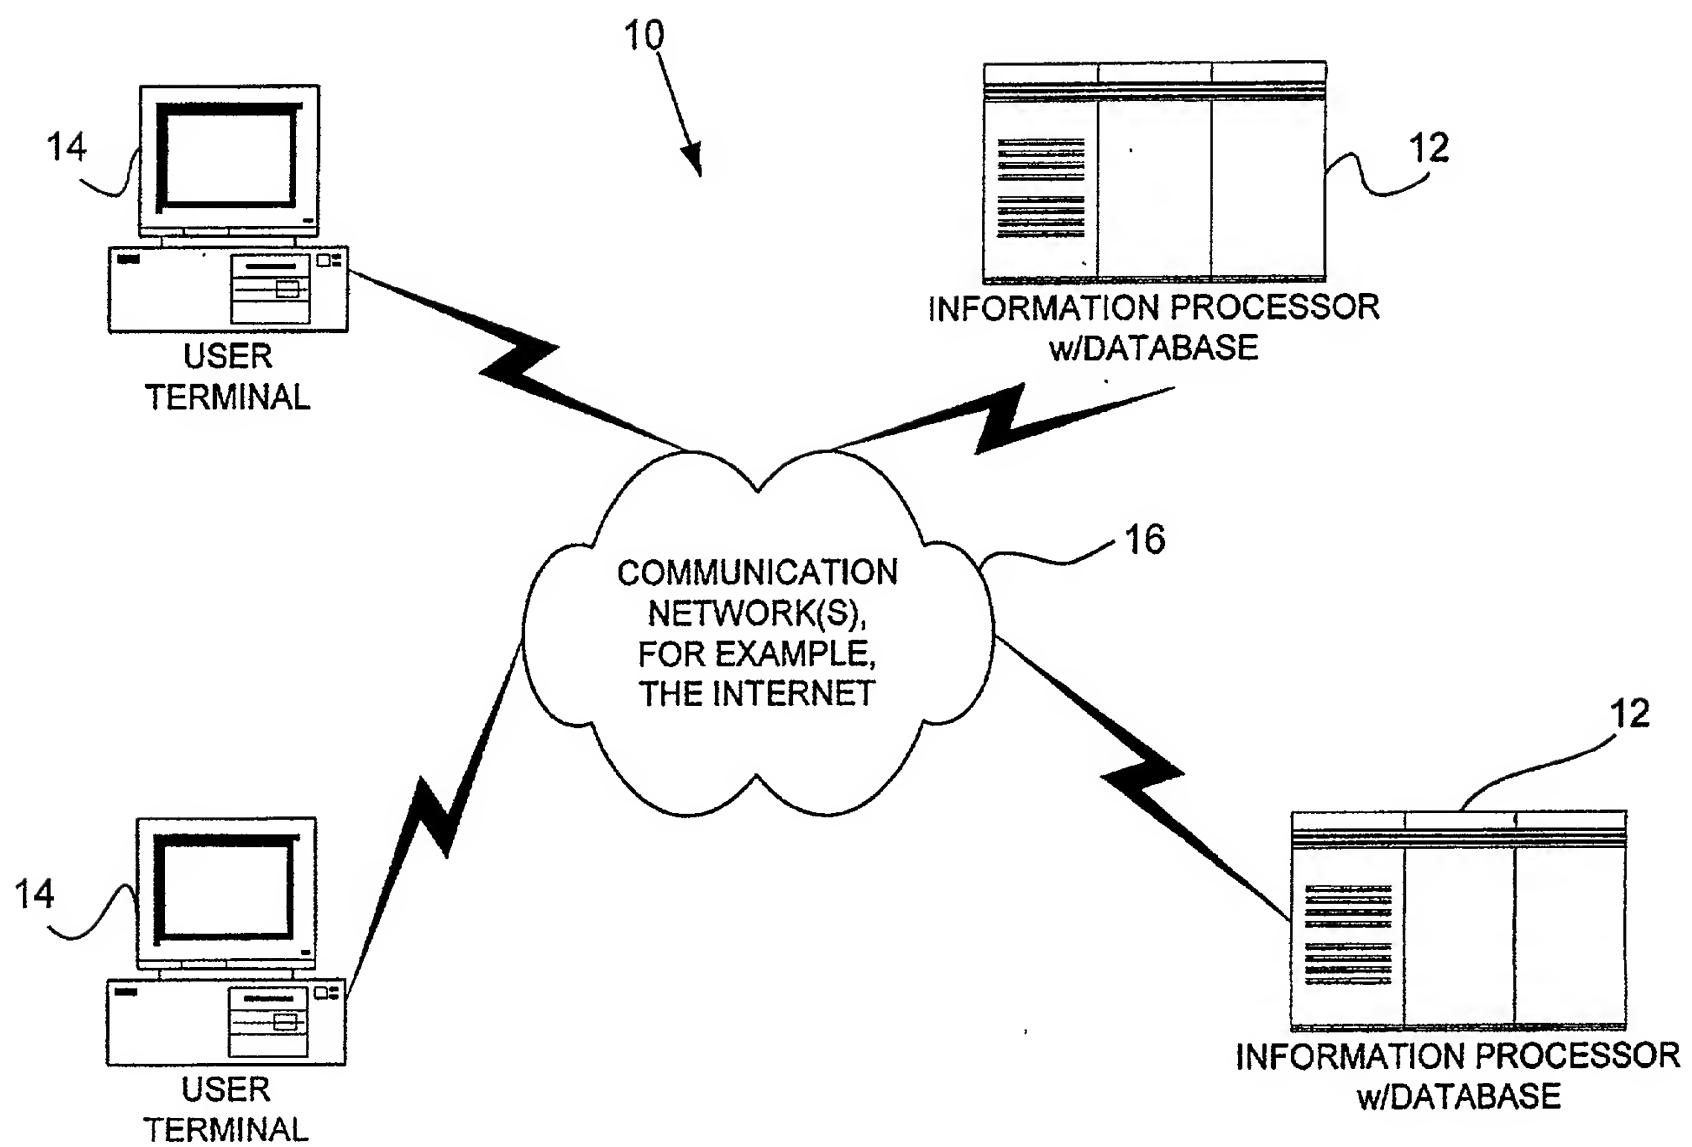 10
14
12
INFORMATION PROCESSOR
w/DATABASE
USER
TERMINAL
16
COMMUNICATION
NETWORK(S),
FOR EXAMPLE,
THE INTERNET
12
14
INFORMATION PROCESSOR
w/DATABASE
USER
TERMINAL